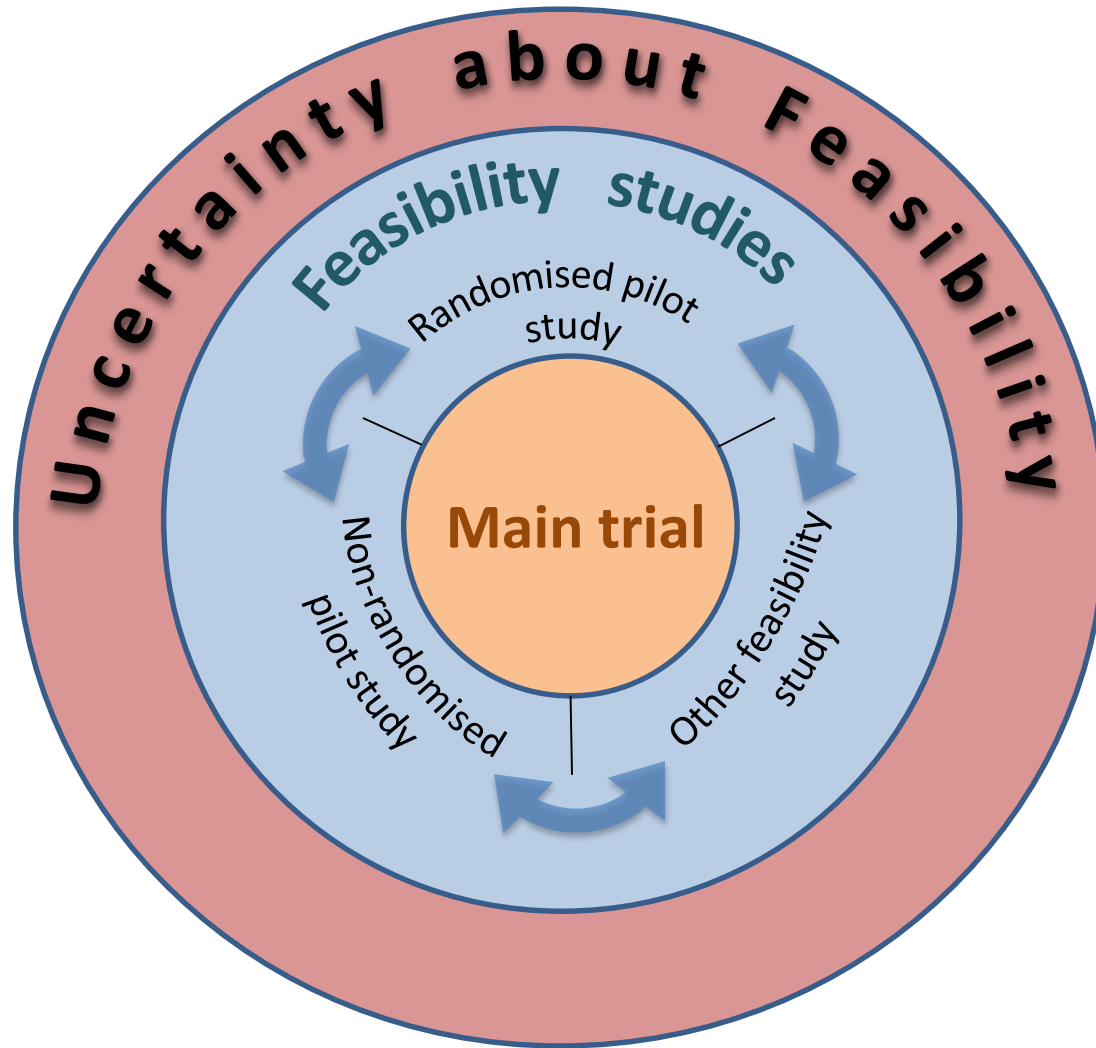 Uncertainty about Feasibility
Feasibility studies
Randomised pilot
study
Main trial
Non-randomised
pilot study
Other feasibility
study